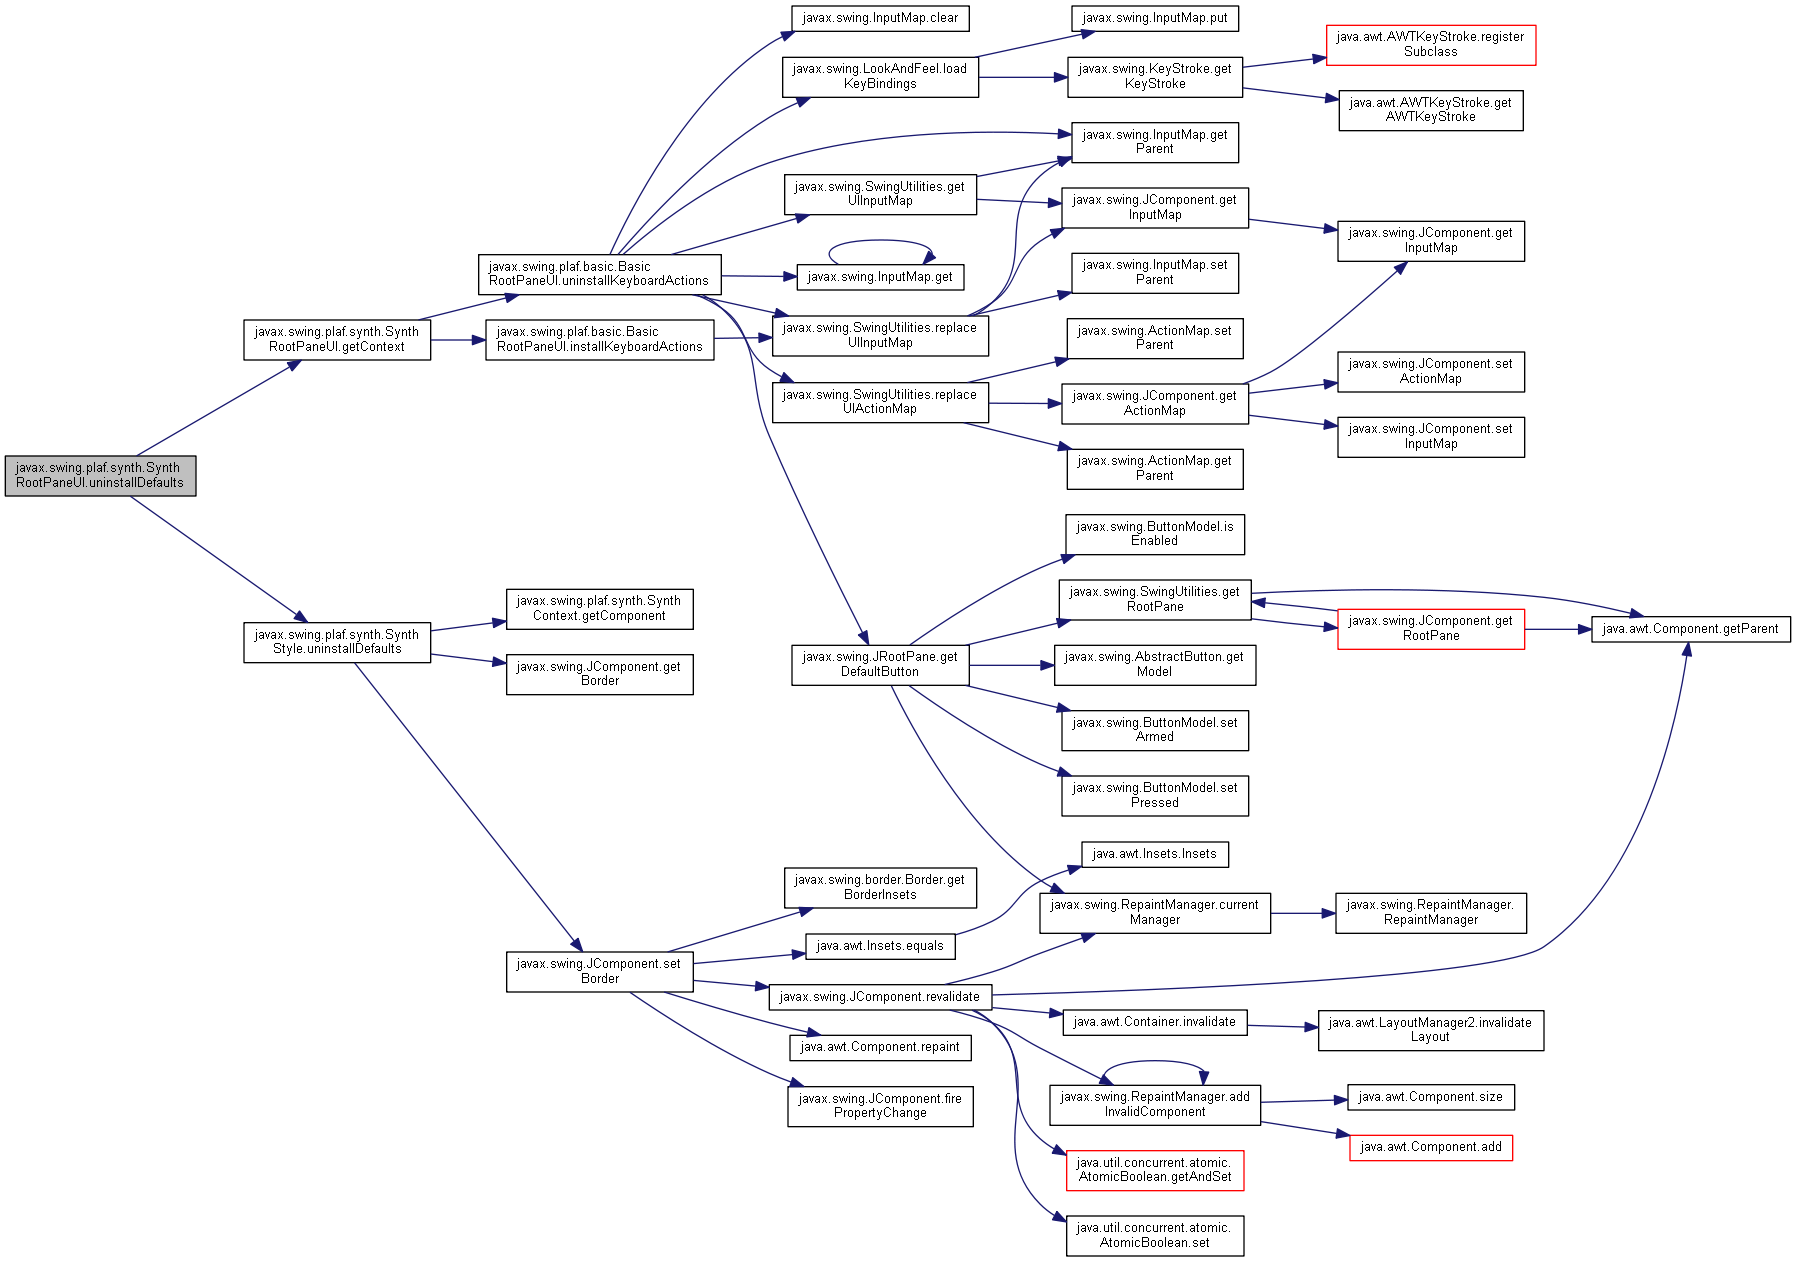 javax.swing.plaf.synth.Synth
RootPaneUI.uninstallDefaults
javax.swing.plaf.synth.Synth
RootPaneUI.getContext
javax.swing.plaf.synth.Synth
Style.uninstallDefaults
javax.swing.plaf.basic.Basic
RootPaneUI.uninstallKeyboardActions
javax.swing.plaf.basic.Basic
RootPaneUI.installKeyboardActions
javax.swing.plaf.synth.Synth
Context.getComponent
javax.swing.JComponent.get
Border
javax.swing.JComponent.set
Border
javax.swing.InputMap.clear
javax.swing.LookAndFeel.load
KeyBindings
javax.swing.SwingUtilities.get
UIInputMap
javax.swing.InputMap.get
javax.swing.SwingUtilities.replace
UIInputMap
javax.swing.SwingUtilities.replace
UIActionMap
javax.swing.JRootPane.get
DefaultButton
javax.swing.border.Border.get
BorderInsets
java.awt.Insets.equals
javax.swing.JComponent.revalidate
java.awt.Component.repaint
javax.swing.JComponent.fire
PropertyChange
javax.swing.InputMap.put
javax.swing.KeyStroke.get
KeyStroke
javax.swing.InputMap.get
Parent
javax.swing.JComponent.get
InputMap
javax.swing.InputMap.set
Parent
javax.swing.ActionMap.set
Parent
javax.swing.JComponent.get
ActionMap
javax.swing.ActionMap.get
Parent
javax.swing.ButtonModel.is
Enabled
javax.swing.SwingUtilities.get
RootPane
javax.swing.AbstractButton.get
Model
javax.swing.ButtonModel.set
Armed
javax.swing.ButtonModel.set
Pressed
java.awt.Insets.Insets
javax.swing.RepaintManager.current
Manager
java.awt.Container.invalidate
javax.swing.RepaintManager.add
InvalidComponent
java.util.concurrent.atomic.
AtomicBoolean.getAndSet
java.util.concurrent.atomic.
AtomicBoolean.set
java.awt.AWTKeyStroke.register
Subclass
java.awt.AWTKeyStroke.get
AWTKeyStroke
javax.swing.JComponent.get
InputMap
javax.swing.JComponent.set
ActionMap
javax.swing.JComponent.set
InputMap
javax.swing.JComponent.get
RootPane
javax.swing.RepaintManager.
RepaintManager
java.awt.LayoutManager2.invalidate
Layout
java.awt.Component.size
java.awt.Component.add
java.awt.Component.getParent